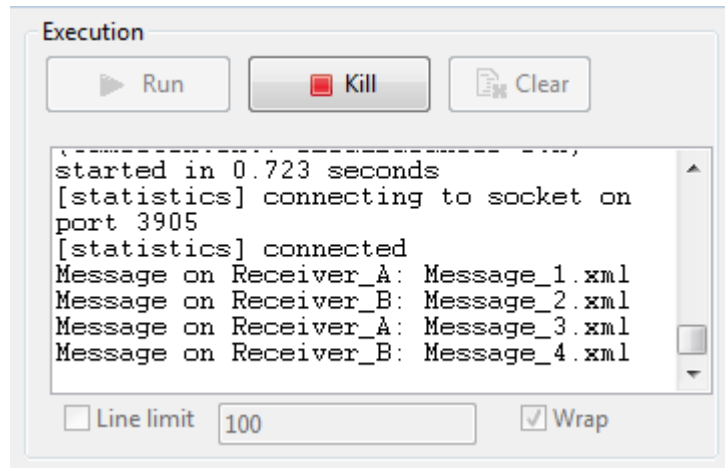 Execution
Run
Kill
Clear
started in 0.723 seconds
[statistics] connecting to socket on
port 3905
[statistics] connected
Message on Receiver_A: Message_1.xml
Message on Receiver_B: Message_2.xml
Message on Receiver_A: Message_3.xml
Message on Receiver_B: Message_4.xml
Line limit 100 Wrap